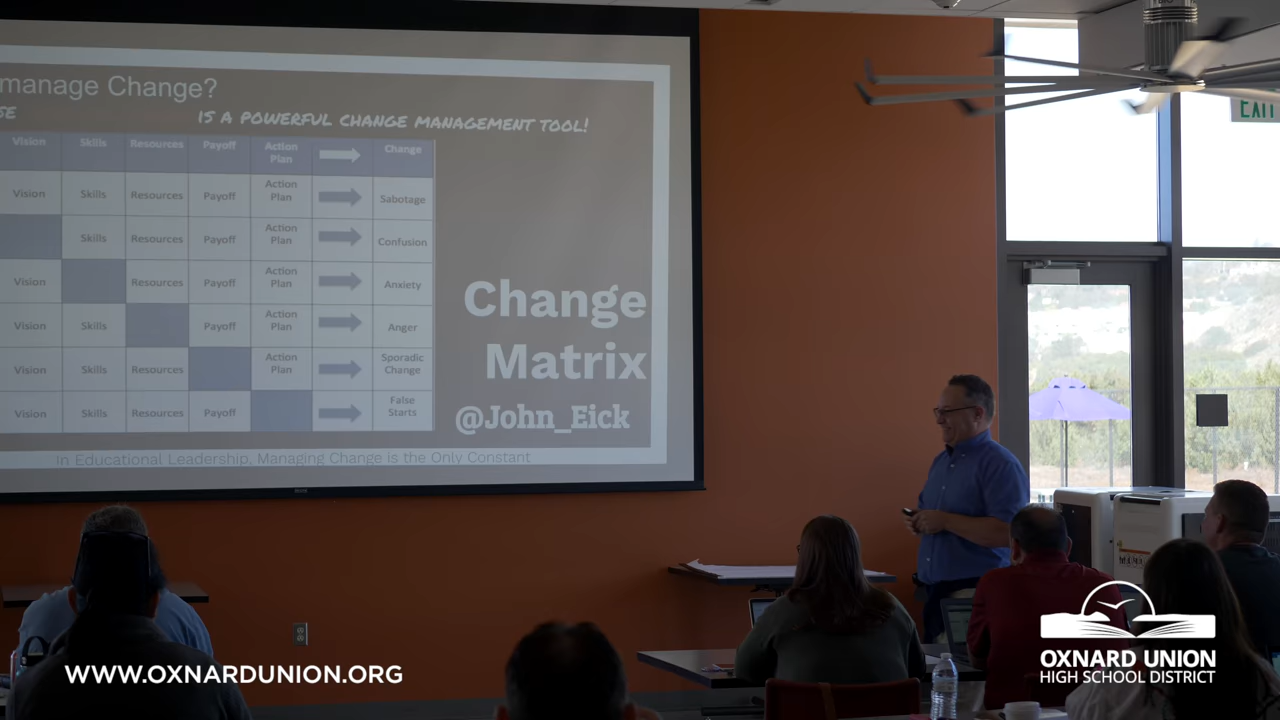 manage Change?
SE
IS A POWERFUL CHANGE MANAGEMENT TOOL!
Vision Skills Resources Payoff Action Plan Change
Vision Skills Resources Payoff Action Plan Sabotage
Skills Resources Payoff Action Plan Confusion
Vision Resources Payoff Action Plan Anxiety
Vision Skills Payoff Action Plan Anger
Vision Skills Resources Action Plan Sporadic Change
Vision Skills Resources Payoff False Starts
Change
Matrix
@John_Eick
In Educational Leadership, Managing Change is the Only Constant
EXIT
WWW.OXNARDUNION.ORG
OXNARD UNION
HIGH SCHOOL DISTRICT